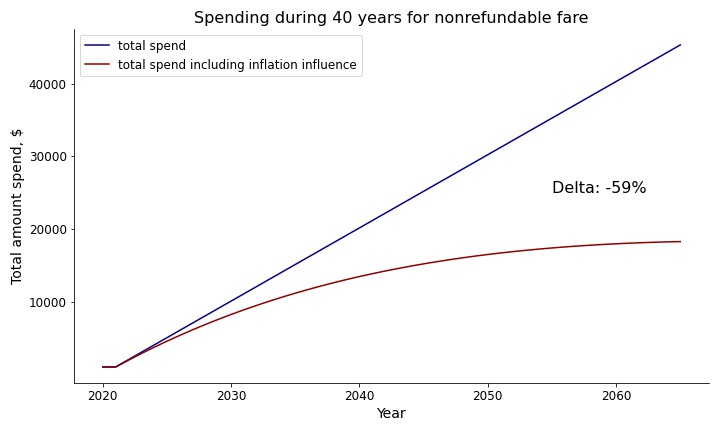 Spending during 40 years for nonrefundable fare
total spend
total spend including inflation influence
Total amount spend, $
40000
30000
20000
10000
Delta: -59%
2020 2030 2040 2050 2060
Year